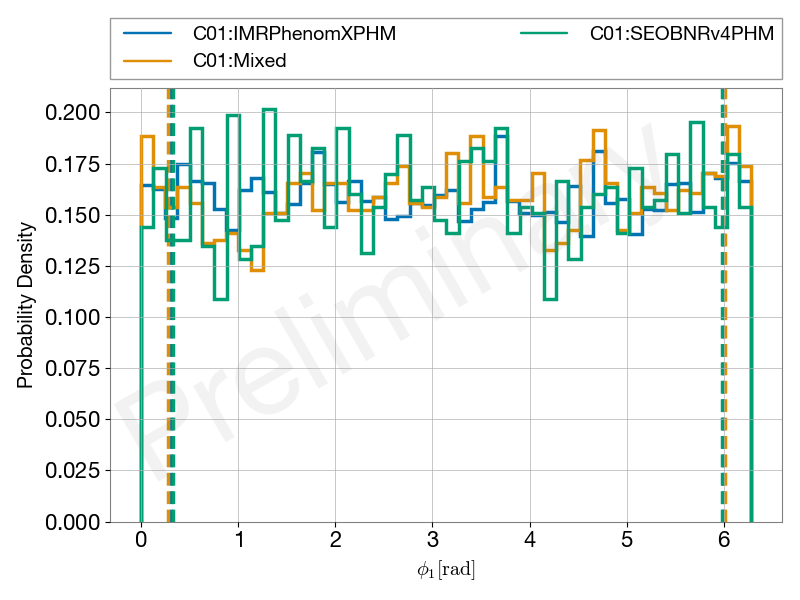 C01:IMRPhenomXPHM
C01:Mixed
C01:SEOBNRv4PHM
0.200
0.175
0.150
0.125
0.100
0.075
0.050
0.025
0.000
Probability Density
Preliminary
0 1 2 3 4 5 6
ϕ₁[rad]